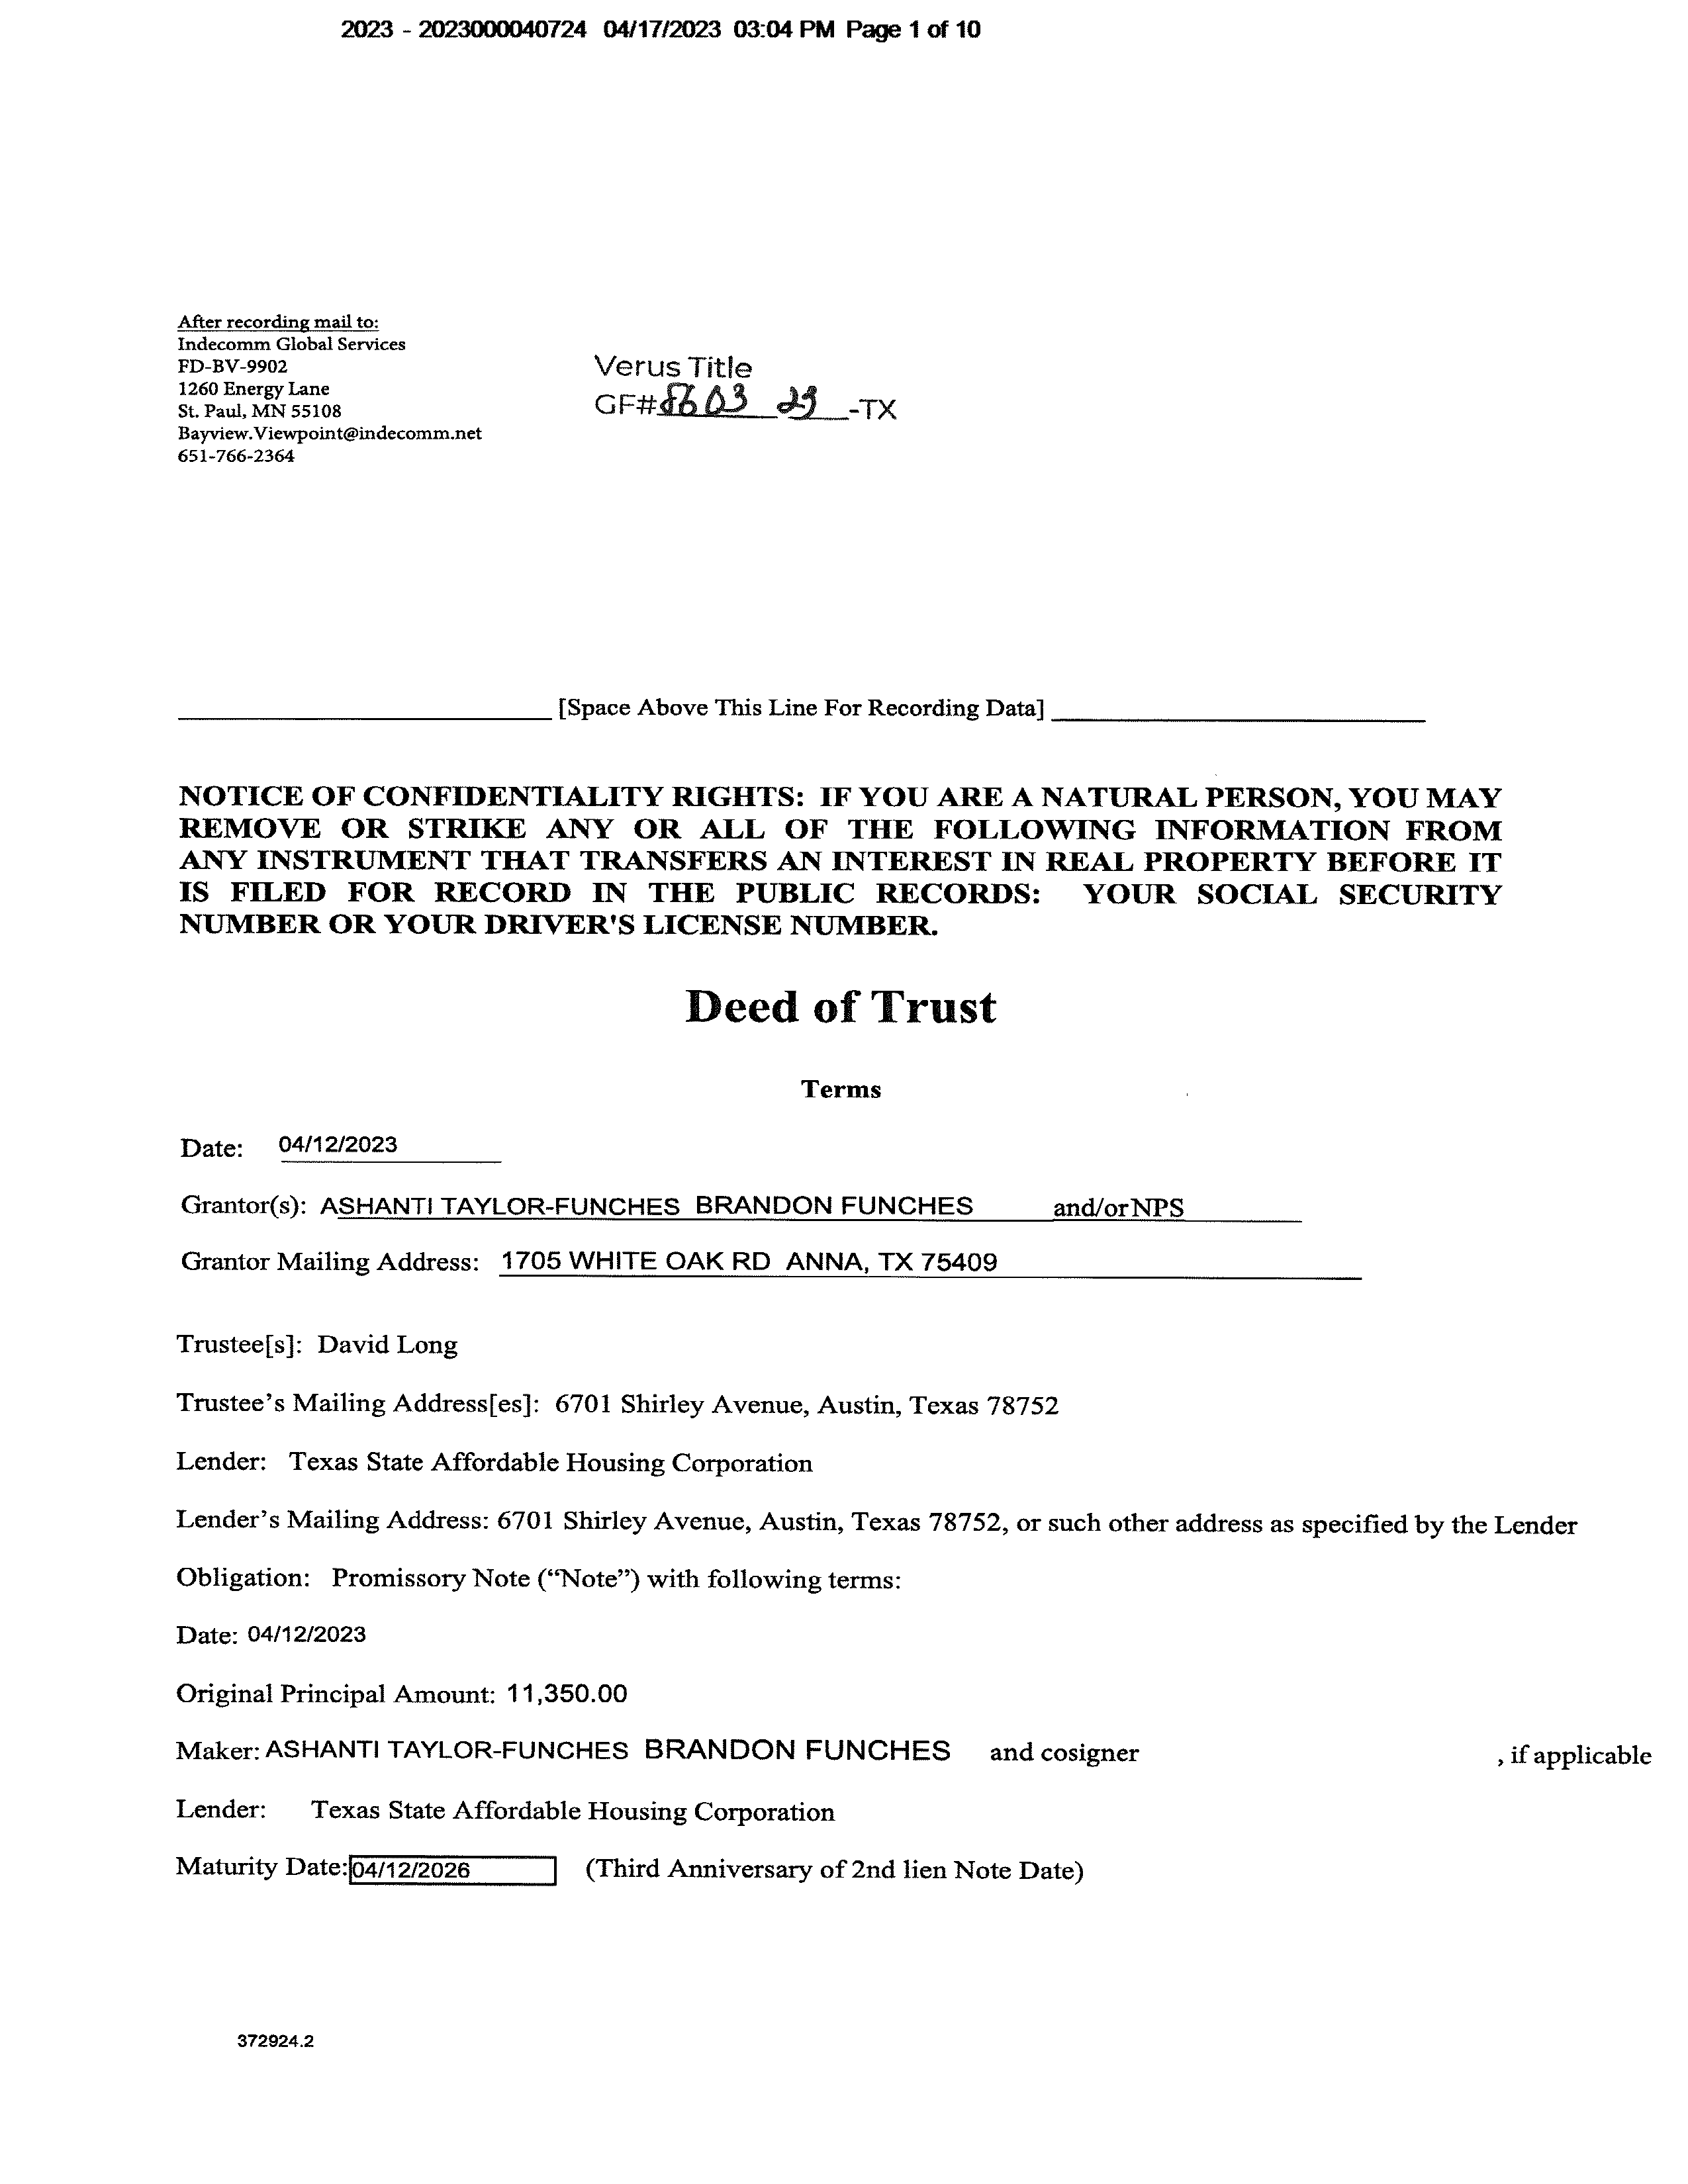 2023 - 2023000040724 04/17/2023 03:04 PM Page 1 of 10
After recording mail to:
Indecomm Global Services
FD-BV-9902
1260 Energy Lane
St. Paul, MN 55108
Bayview.Viewpoint@indecomm.net
651-766-2364
Verus Title
GF# 8603 23 -TX
[Space Above This Line For Recording Data]
NOTICE OF CONFIDENTIALITY RIGHTS: IF YOU ARE A NATURAL PERSON, YOU MAY
REMOVE OR STRIKE ANY OR ALL OF THE FOLLOWING INFORMATION FROM
ANY INSTRUMENT THAT TRANSFERS AN INTEREST IN REAL PROPERTY BEFORE IT
IS FILED FOR RECORD IN THE PUBLIC RECORDS: YOUR SOCIAL SECURITY
NUMBER OR YOUR DRIVER'S LICENSE NUMBER.
Deed of Trust
Terms
Date: 04/12/2023
Grantor(s): ASHANTI TAYLOR-FUNCHES BRANDON FUNCHES and/or NPS
Grantor Mailing Address: 1705 WHITE OAK RD ANNA, TX 75409
Trustee[s]: David Long
Trustee's Mailing Address[es]: 6701 Shirley Avenue, Austin, Texas 78752
Lender: Texas State Affordable Housing Corporation
Lender's Mailing Address: 6701 Shirley Avenue, Austin, Texas 78752, or such other address as specified by the Lender
Obligation: Promissory Note (“Note”) with following terms:
Date: 04/12/2023
Original Principal Amount: 11,350.00
Maker: ASHANTI TAYLOR-FUNCHES BRANDON FUNCHES and cosigner , if applicable
Lender: Texas State Affordable Housing Corporation
Maturity Date: 04/12/2026 (Third Anniversary of 2nd lien Note Date)
372924.2